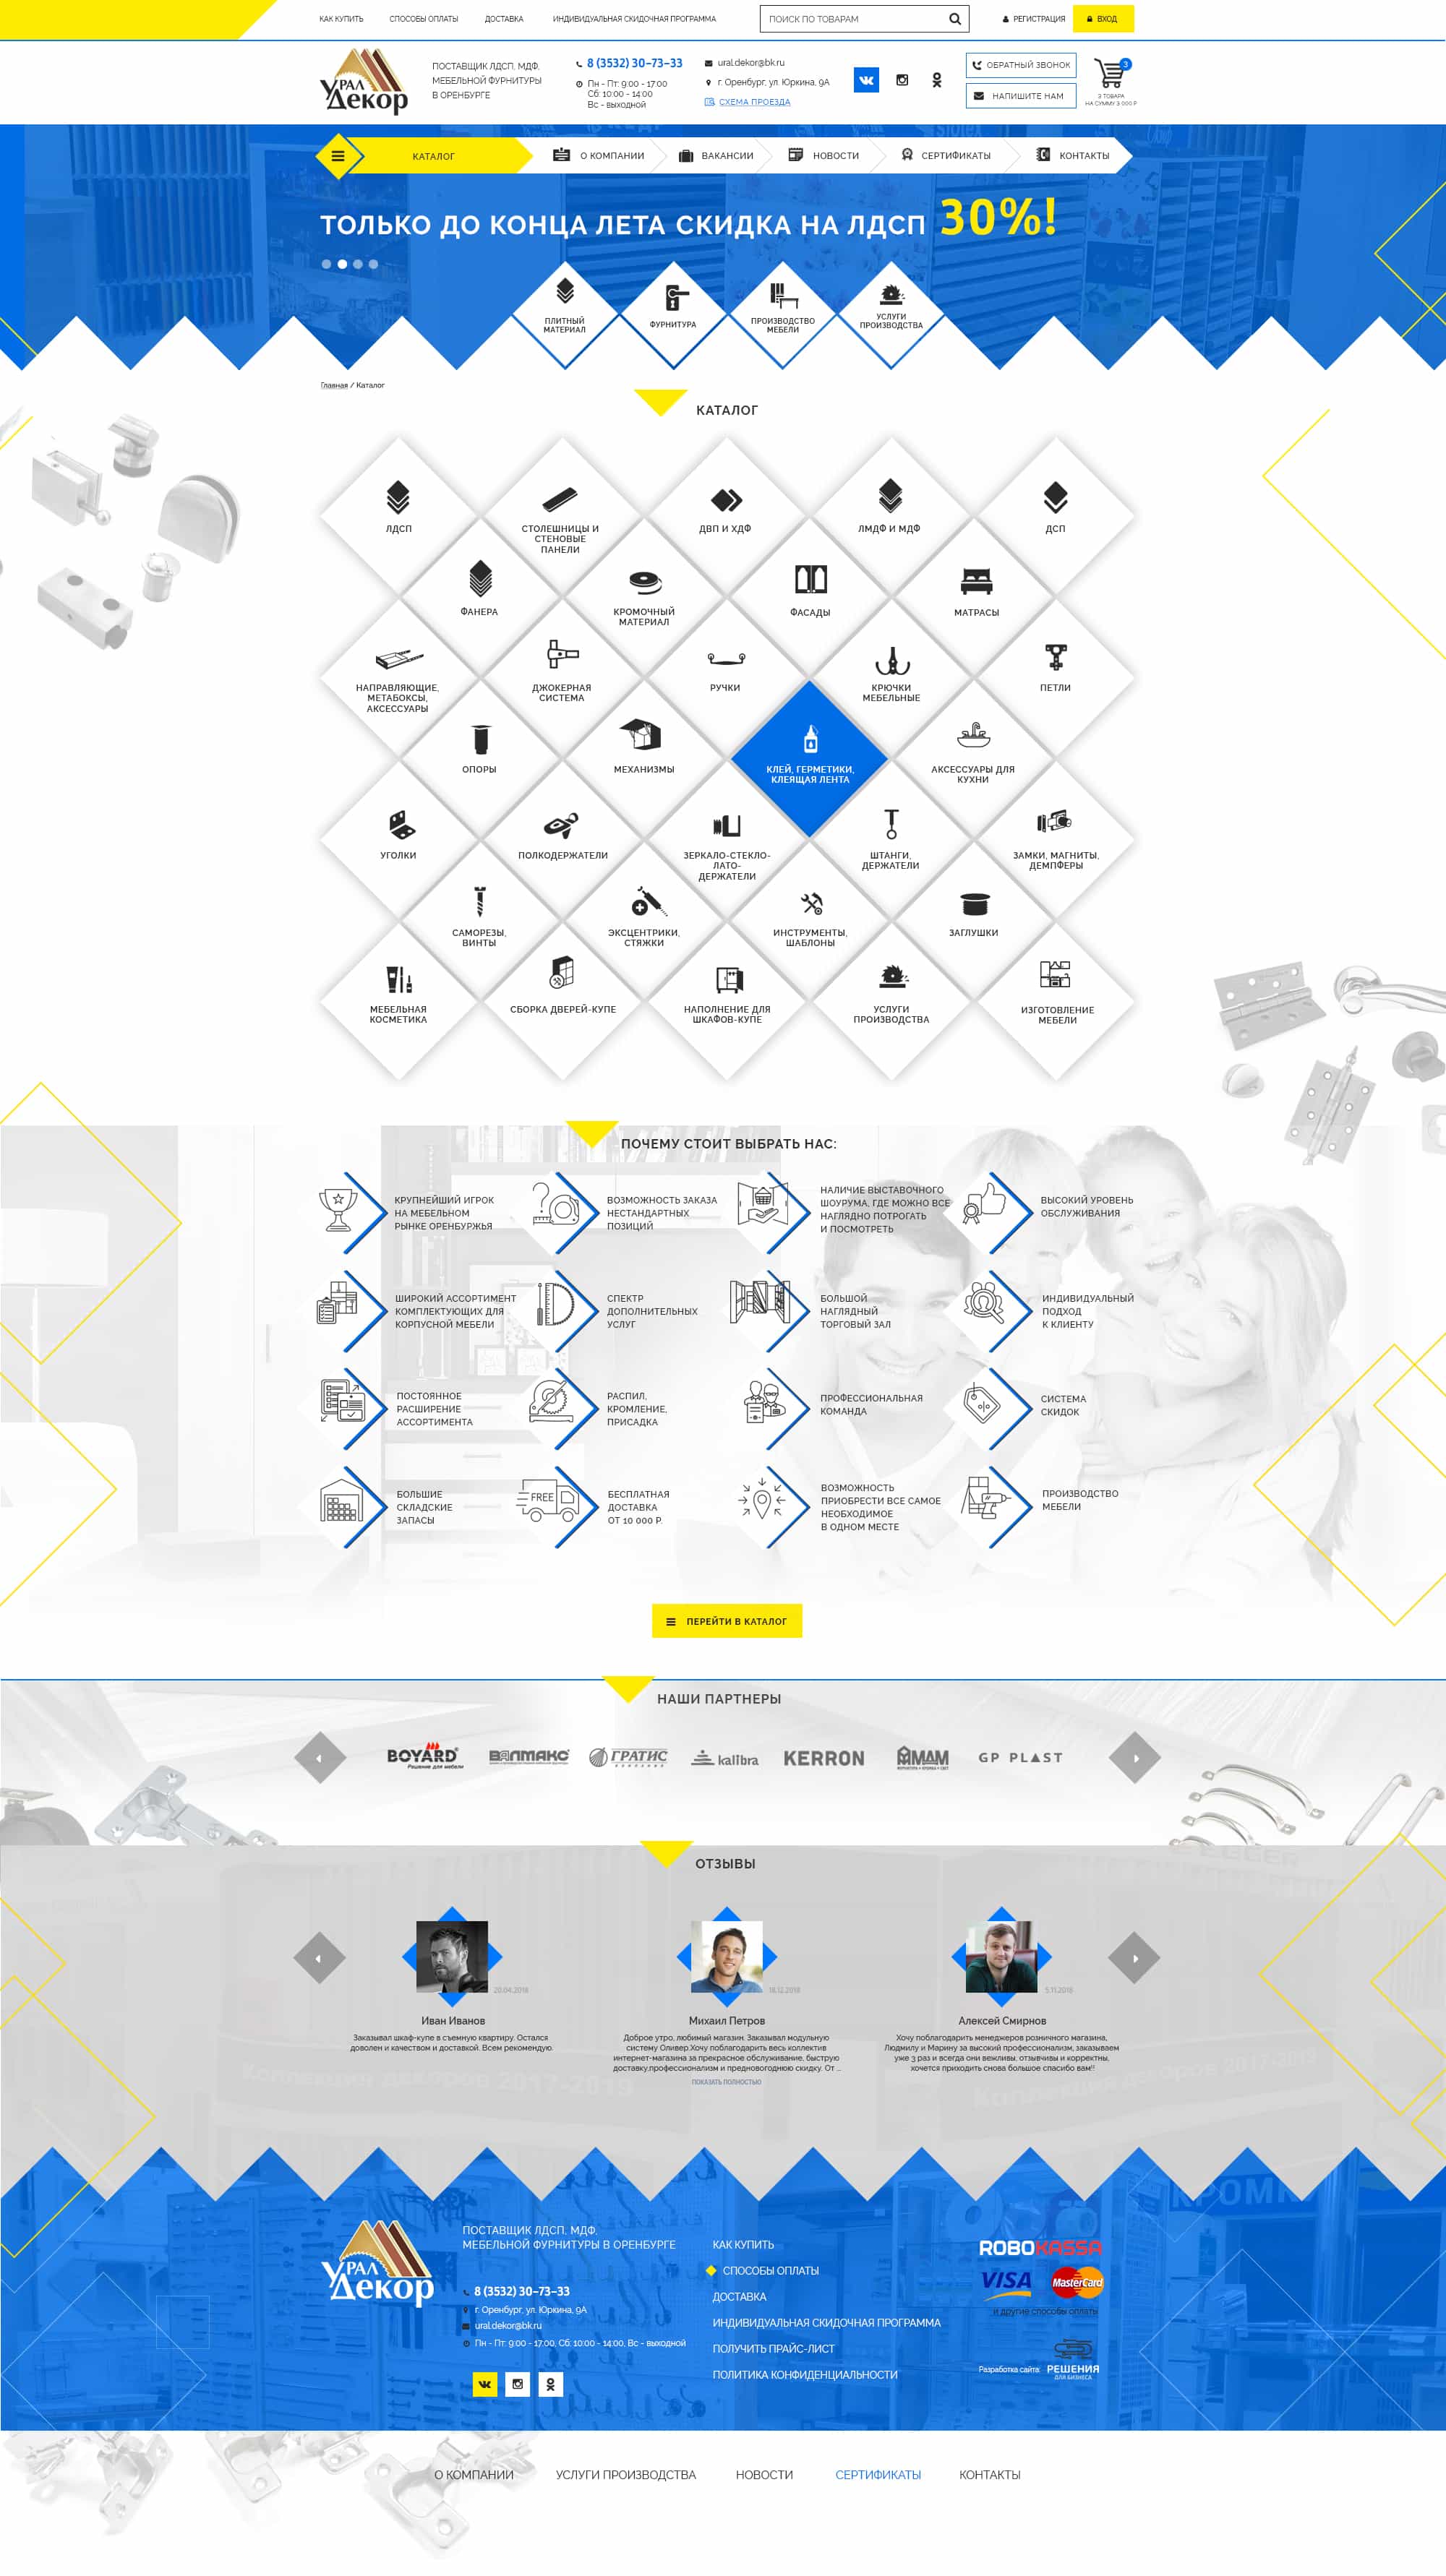 КАК КУПИТЬ
СПОСОБЫ ОПЛАТЫ
ДОСТАВКА
ИНДИВИДУАЛЬНАЯ СКИДОЧНАЯ ПРОГРАММА
ПОИСК ПО ТОВАРАМ
РЕГИСТРАЦИЯ
ВХОД
УРАЛ
ДЕКОР
ПОСТАВЩИК ЛДСП, МДФ,
МЕБЕЛЬНОЙ ФУРНИТУРЫ
В ОРЕНБУРГЕ
8 (3532) 30-73-33
Пн - Пт: 9:00 - 17:00
Сб: 10:00 - 14:00
Вс - выходной
ural.dekor@bk.ru
г. Оренбург, ул. Юркина, 9А
СХЕМА ПРОЕЗДА
ОБРАТНЫЙ ЗВОНОК
НАПИШИТЕ НАМ
3
3 ТОВАРА
НА СУММУ 3 000 Р
КАТАЛОГ
О КОМПАНИИ
ВАКАНСИИ
НОВОСТИ
СЕРТИФИКАТЫ
КОНТАКТЫ
ТОЛЬКО ДО КОНЦА ЛЕТА СКИДКА НА ЛДСП 30%!
ПЛИТНЫЙ
МАТЕРИАЛ
ФУРНИТУРА
ПРОИЗВОДСТВО
МЕБЕЛИ
УСЛУГИ
ПРОИЗВОДСТВА
Главная / Каталог
КАТАЛОГ
ЛДСП
СТОЛЕШНИЦЫ И
СТЕНОВЫЕ
ПАНЕЛИ
ДВП И ХДФ
ЛМДФ И МДФ
ДСП
ФАНЕРА
КРОМОЧНЫЙ
МАТЕРИАЛ
ФАСАДЫ
МАТРАСЫ
НАПРАВЛЯЮЩИЕ,
МЕТАБОКСЫ,
АКСЕССУАРЫ
ДЖОКЕРНАЯ
СИСТЕМА
РУЧКИ
КРЮЧКИ
МЕБЕЛЬНЫЕ
ПЕТЛИ
ОПОРЫ
МЕХАНИЗМЫ
КЛЕЙ, ГЕРМЕТИКИ,
КЛЕЯЩАЯ ЛЕНТА
АКСЕССУАРЫ ДЛЯ
КУХНИ
УГОЛКИ
ПОЛКОДЕРЖАТЕЛИ
ЗЕРКАЛО-СТЕКЛО-
ЛАТО-
ДЕРЖАТЕЛИ
ШТАНГИ,
ДЕРЖАТЕЛИ
ЗАМКИ, МАГНИТЫ,
ДЕМПФЕРЫ
САМОРЕЗЫ,
ВИНТЫ
ЭКСЦЕНТРИКИ,
СТЯЖКИ
ИНСТРУМЕНТЫ,
ШАБЛОНЫ
ЗАГЛУШКИ
МЕБЕЛЬНАЯ
КОСМЕТИКА
СБОРКА ДВЕРЕЙ-КУПЕ
НАПОЛНЕНИЕ ДЛЯ
ШКАФОВ-КУПЕ
УСЛУГИ
ПРОИЗВОДСТВА
ИЗГОТОВЛЕНИЕ
МЕБЕЛИ
ПОЧЕМУ СТОИТ ВЫБРАТЬ НАС:
КРУПНЕЙШИЙ ИГРОК
НА МЕБЕЛЬНОМ
РЫНКЕ ОРЕНБУРЖЬЯ
ВОЗМОЖНОСТЬ ЗАКАЗА
НЕСТАНДАРТНЫХ
ПОЗИЦИЙ
НАЛИЧИЕ ВЫСТАВОЧНОГО
ШОУРУМА, ГДЕ МОЖНО ВСЕ
НАГЛЯДНО ПОТРОГАТЬ
И ПОСМОТРЕТЬ
ВЫСОКИЙ УРОВЕНЬ
ОБСЛУЖИВАНИЯ
ШИРОКИЙ АССОРТИМЕНТ
КОМПЛЕКТУЮЩИХ ДЛЯ
КОРПУСНОЙ МЕБЕЛИ
СПЕКТР
ДОПОЛНИТЕЛЬНЫХ
УСЛУГ
БОЛЬШОЙ
НАГЛЯДНЫЙ
ТОРГОВЫЙ ЗАЛ
ИНДИВИДУАЛЬНЫЙ
ПОДХОД
К КЛИЕНТУ
ПОСТОЯННОЕ
РАСШИРЕНИЕ
АССОРТИМЕНТА
РАСПИЛ,
КРОМЛЕНИЕ,
ПРИСАДКА
ПРОФЕССИОНАЛЬНАЯ
КОМАНДА
СИСТЕМА
СКИДОК
БОЛЬШИЕ
СКЛАДСКИЕ
ЗАПАСЫ
FREE
БЕСПЛАТНАЯ
ДОСТАВКА
ОТ 10 000 Р.
ВОЗМОЖНОСТЬ
ПРИОБРЕСТИ ВСЕ САМОЕ
НЕОБХОДИМОЕ
В ОДНОМ МЕСТЕ
ПРОИЗВОДСТВО
МЕБЕЛИ
ПЕРЕЙТИ В КАТАЛОГ
НАШИ ПАРТНЕРЫ
BOYARD
Решение для мебели
ВАЛМАКС
ГРАТИС
КОМПАНИЯ
kalibra
KERRON
МДМ
GP PLAST
ОТЗЫВЫ
20.04.2018
18.12.2018
5.11.2018
Иван Иванов
Заказывал шкаф-купе в съемную квартиру. Остался
доволен и качеством и доставкой. Всем рекомендую.
Михаил Петров
Доброе утро, любимый магазин. Заказывал модульную
систему Оливер.Хочу поблагодарить весь коллектив
интернет-магазина за прекрасное обслуживание, быструю
доставку,профессионализм и предновогоднюю скидку. От ...
ПОКАЗАТЬ ПОЛНОСТЬЮ
Алексей Смирнов
Хочу поблагодарить менеджеров розничного магазина,
Людмилу и Марину за высокий профессионализм, заказываем
уже 3 раз и всегда они вежливы, отзывчивы и корректны,
хочется приходить снова большое спасибо вам!!
УРАЛ
ДЕКОР
ПОСТАВЩИК ЛДСП, МДФ,
МЕБЕЛЬНОЙ ФУРНИТУРЫ В ОРЕНБУРГЕ
8 (3532) 30-73-33
г. Оренбург, ул. Юркина, 9А
ural.dekor@bk.ru
Пн - Пт: 9:00 - 17:00, Сб: 10:00 - 14:00, Вс - выходной
КАК КУПИТЬ
СПОСОБЫ ОПЛАТЫ
ДОСТАВКА
ИНДИВИДУАЛЬНАЯ СКИДОЧНАЯ ПРОГРАММА
ПОЛУЧИТЬ ПРАЙС-ЛИСТ
ПОЛИТИКА КОНФИДЕНЦИАЛЬНОСТИ
ROBOKASSA
VISA
MasterCard
и другие способы оплаты
Разработка сайта:
РЕШЕНИЯ
ДЛЯ БИЗНЕСА
О КОМПАНИИ
УСЛУГИ ПРОИЗВОДСТВА
НОВОСТИ
СЕРТИФИКАТЫ
КОНТАКТЫ